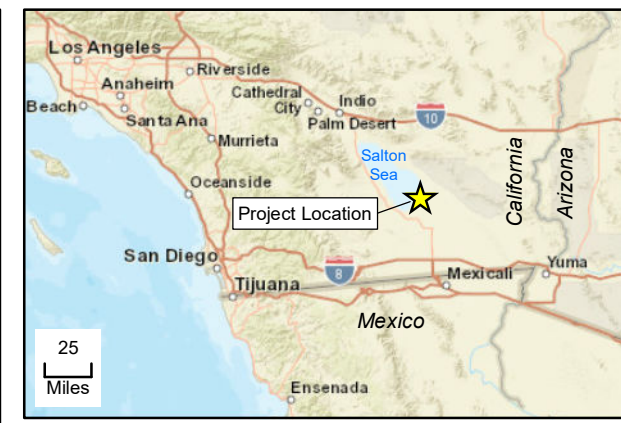 Los Angeles
Riverside
Anaheim
Cathedral
City
Indio
Beach
Santa Ana
Palm Desert
10
Murrieta
Salton
Sea
California
Arizona
Oceanside
Project Location
San Diego
8
Yuma
Tijuana
Mexicali
Mexico
25
Miles
Ensenada